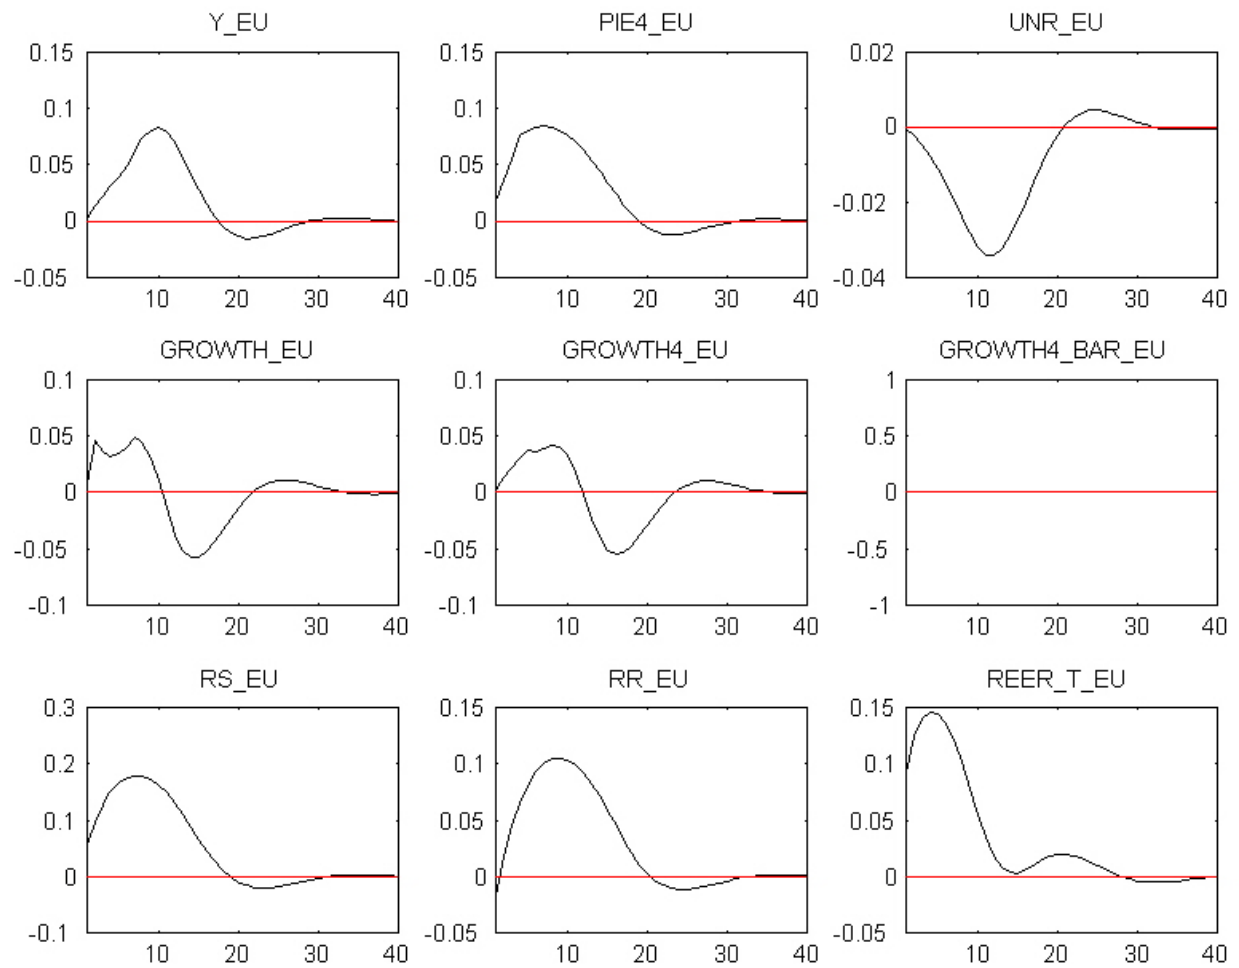 Y_EU PIE4_EU UNR_EU
0.15 0.15 0.02
0.1 0.1 0
0.05 0.05 -0.02
0 0 -0.04
-0.05 -0.05
10 20 30 40 10 20 30 40 10 20 30 40
GROWTH_EU GROWTH4_EU GROWTH4_BAR_EU
0.1 0.1 1
0.05 0.05 0.5
0 0 0
-0.05 -0.05 -0.5
-0.1 -0.1 -1
10 20 30 40 10 20 30 40 10 20 30 40
RS_EU RR_EU REER_T_EU
0.3 0.15 0.15
0.2 0.1 0.1
0.1 0.05 0.05
0 0 0
-0.1 -0.05 -0.05
10 20 30 40 10 20 30 40 10 20 30 40